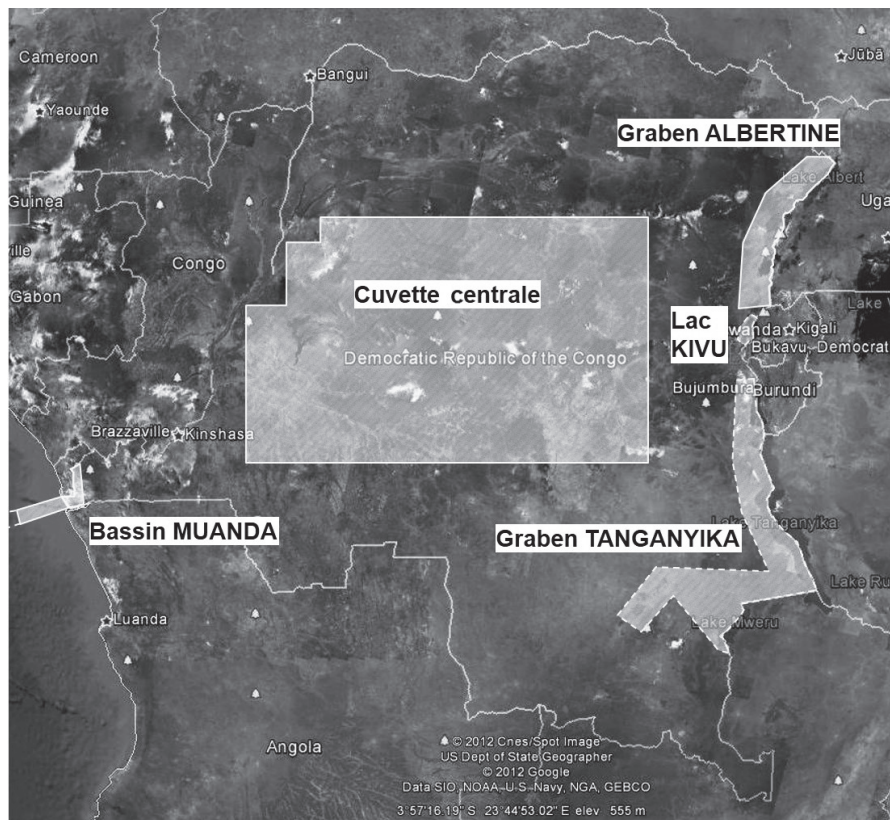 Cameroon
Jūbā
Bangui
Yaounde
Graben ALBERTINE
Lake Albert
Guinea
Uga
ville
Congo
Gabon
Cuvette centrale
Lake
Lac
KIVU
wanda
Kigali
Bukavu, Democrat
Democratic Republic of the Congo
Bujumbura
Burundi
Brazzaville
Kinshasa
Bassin MUANDA
Lake Tanganyika
Graben TANGANYIKA
Lake Ru
Luanda
Lake Mweru
Angola
© 2012 Cnes/Spot Image
US Dept of State Geographer
© 2012 Google
Data SIO, NOAA, U.S. Navy, NGA, GEBCO
3°57'16.19" S 23°44'53.02" E elev 555 m